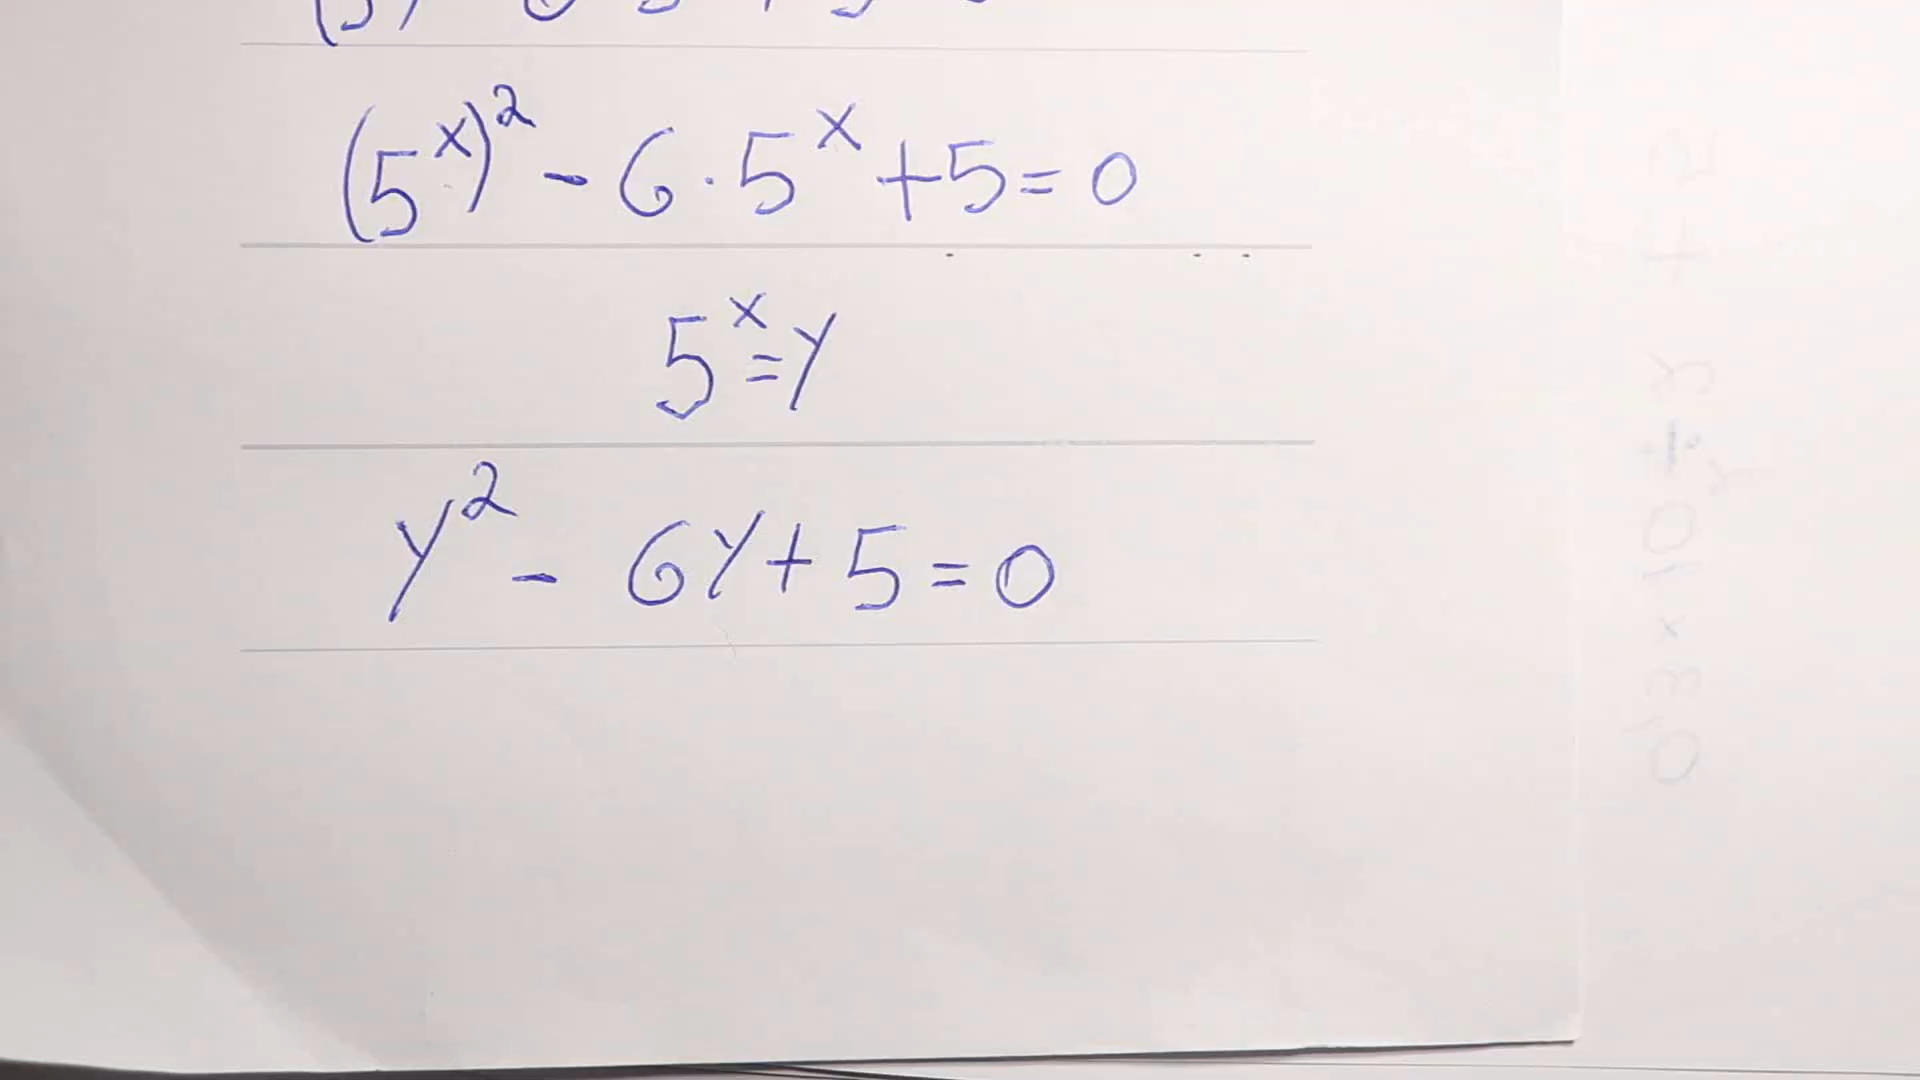 (5^x)^2 - 6·5^x + 5 = 0
5^x = y
y^2 - 6y + 5 = 0